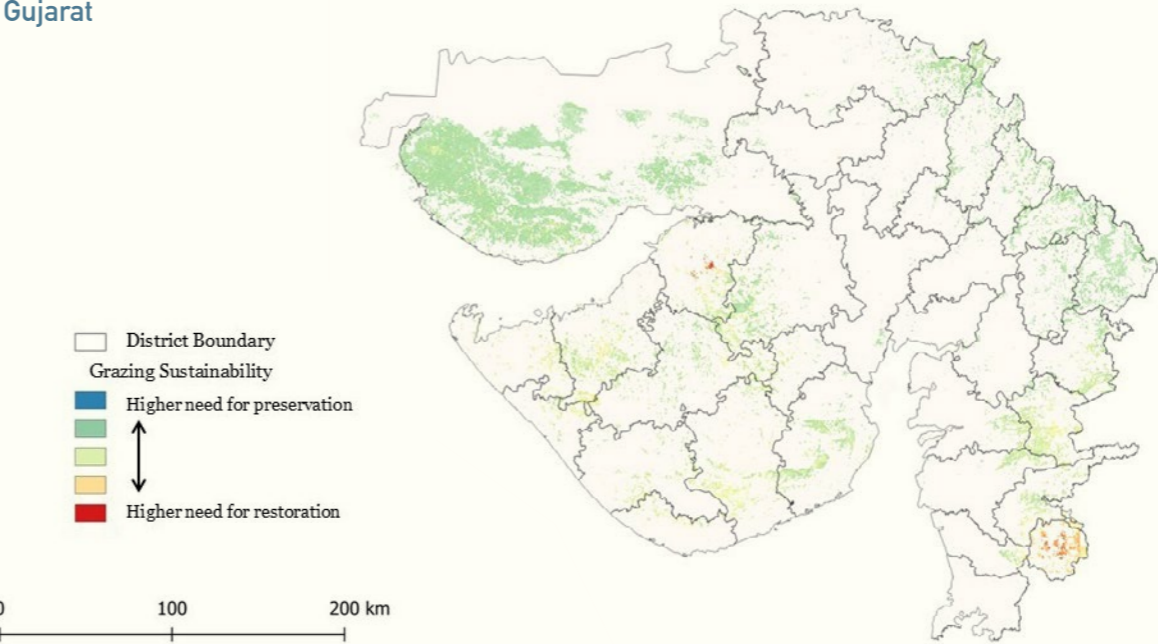 Gujarat
District Boundary
Grazing Sustainability
Higher need for preservation
Higher need for restoration
0 100 200 km